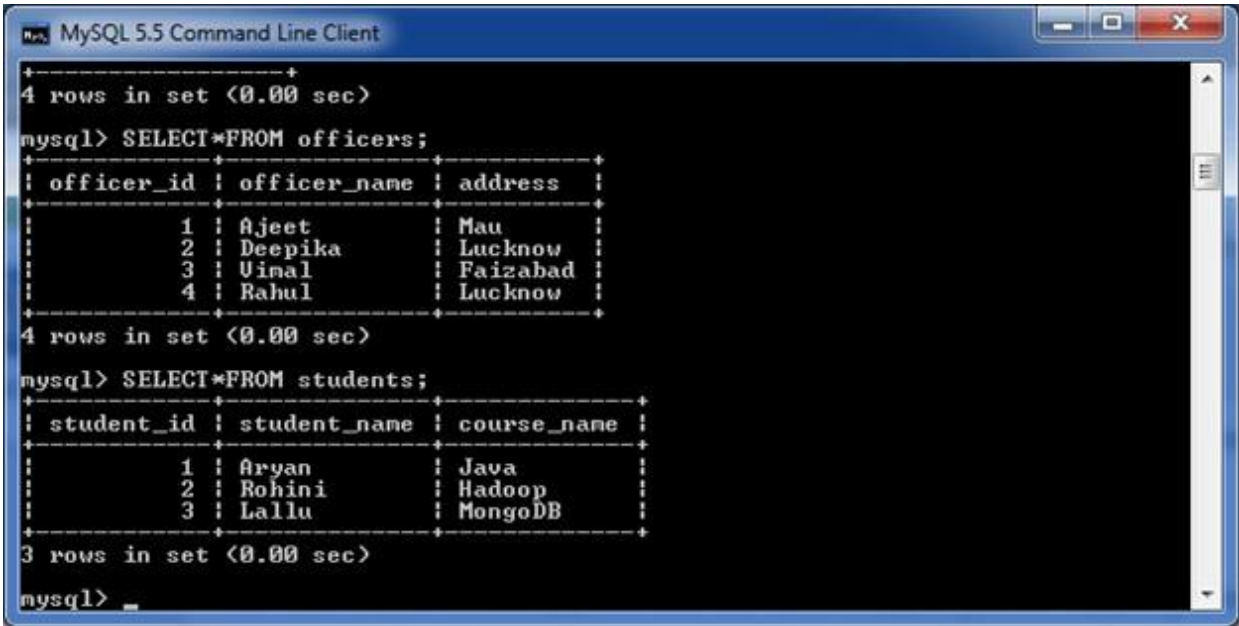 MySQL 5.5 Command Line Client
+-------------------+
4 rows in set (0.00 sec)
mysql> SELECT*FROM officers;
+------------+--------------+----------+
| officer_id | officer_name | address  |
+------------+--------------+----------+
|          1 | Ajeet        | Mau      |
|          2 | Deepika      | Lucknow  |
|          3 | Vimal        | Faizabad |
|          4 | Rahul        | Lucknow  |
+------------+--------------+----------+
4 rows in set (0.00 sec)
mysql> SELECT*FROM students;
+------------+--------------+-------------+
| student_id | student_name | course_name |
+------------+--------------+-------------+
|          1 | Aryan        | Java        |
|          2 | Rohini       | Hadoop      |
|          3 | Lallu        | MongoDB     |
+------------+--------------+-------------+
3 rows in set (0.00 sec)
mysql> _